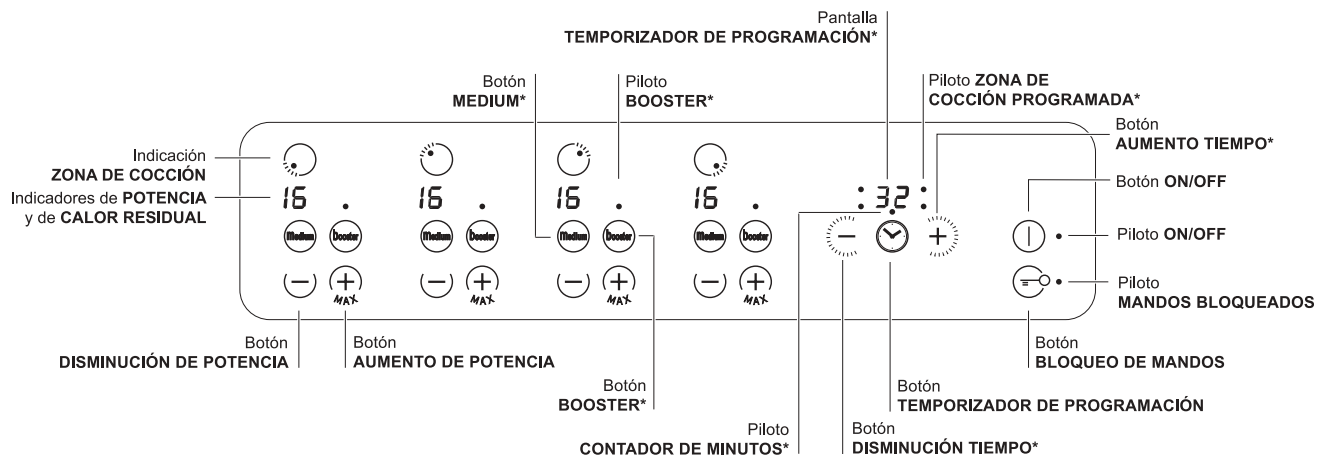 Pantalla
TEMPORIZADOR DE PROGRAMACIÓN*
Botón
MEDIUM*
Piloto
BOOSTER*
Piloto ZONA DE
COCCIÓN PROGRAMADA*
Botón
AUMENTO TIEMPO*
Indicación
ZONA DE COCCIÓN
Indicadores de POTENCIA
y de CALOR RESIDUAL
16 . 16 . 16 . 16 . : 32 :
Medium booster Medium booster Medium booster Medium booster
− + − + − + − + − +
MAX MAX MAX MAX
Botón ON/OFF
Piloto ON/OFF
Piloto
MANDOS BLOQUEADOS
Botón
DISMINUCIÓN DE POTENCIA
Botón
AUMENTO DE POTENCIA
Botón
BOOSTER*
Piloto
CONTADOR DE MINUTOS*
Botón
DISMINUCIÓN TIEMPO*
Botón
TEMPORIZADOR DE PROGRAMACIÓN
Botón
BLOQUEO DE MANDOS